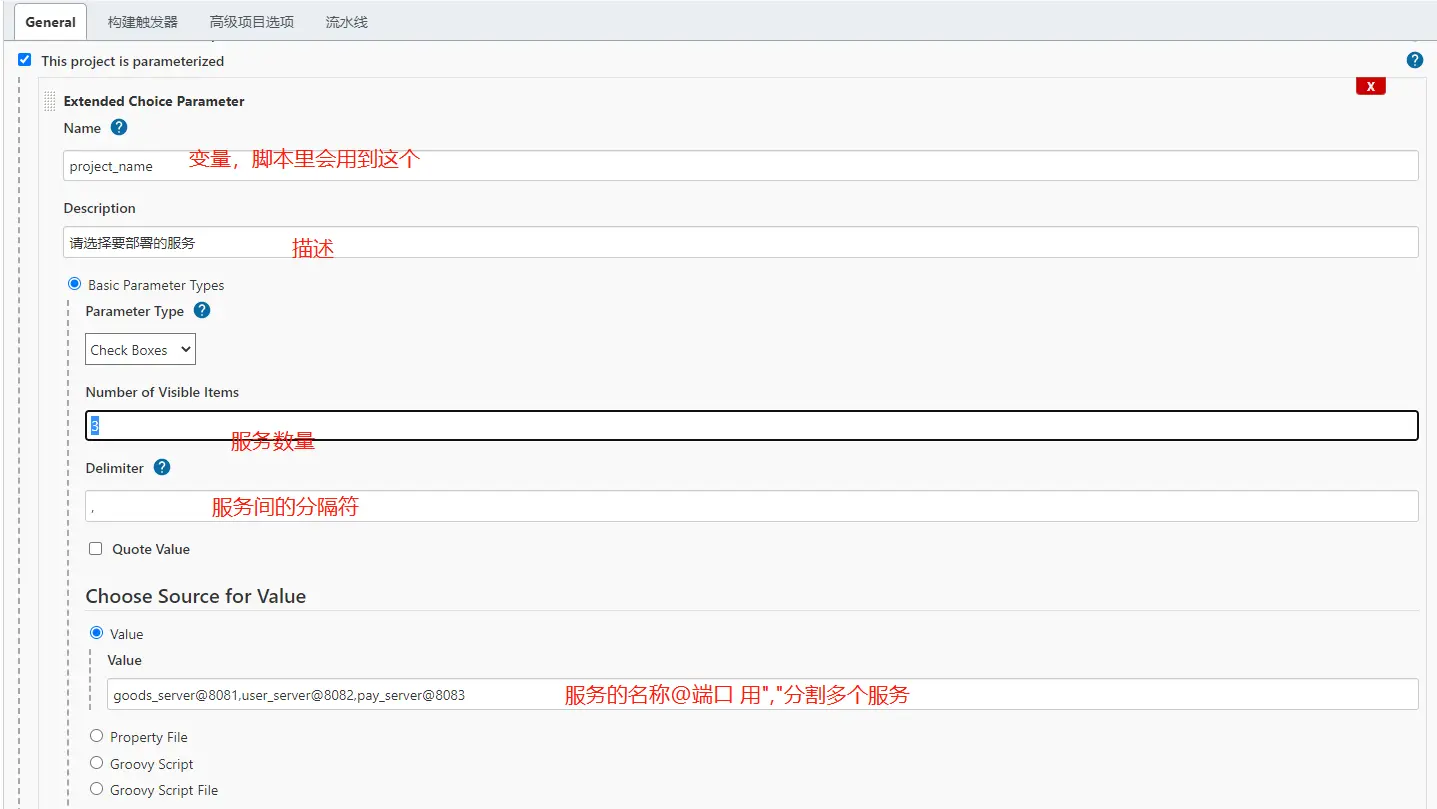 General 构建触发器 高级项目选项 流水线
This project is parameterized ?
X
Extended Choice Parameter
Name ?
project_name 变量，脚本里会用到这个
Description
请选择要部署的服务 描述
Basic Parameter Types
Parameter Type ?
Check Boxes
Number of Visible Items
3
服务数量
Delimiter ?
, 服务间的分隔符
Quote Value
Choose Source for Value
Value
Value
goods_server@8081,user_server@8082,pay_server@8083 服务的名称@端口 用","分割多个服务
Property File
Groovy Script
Groovy Script File